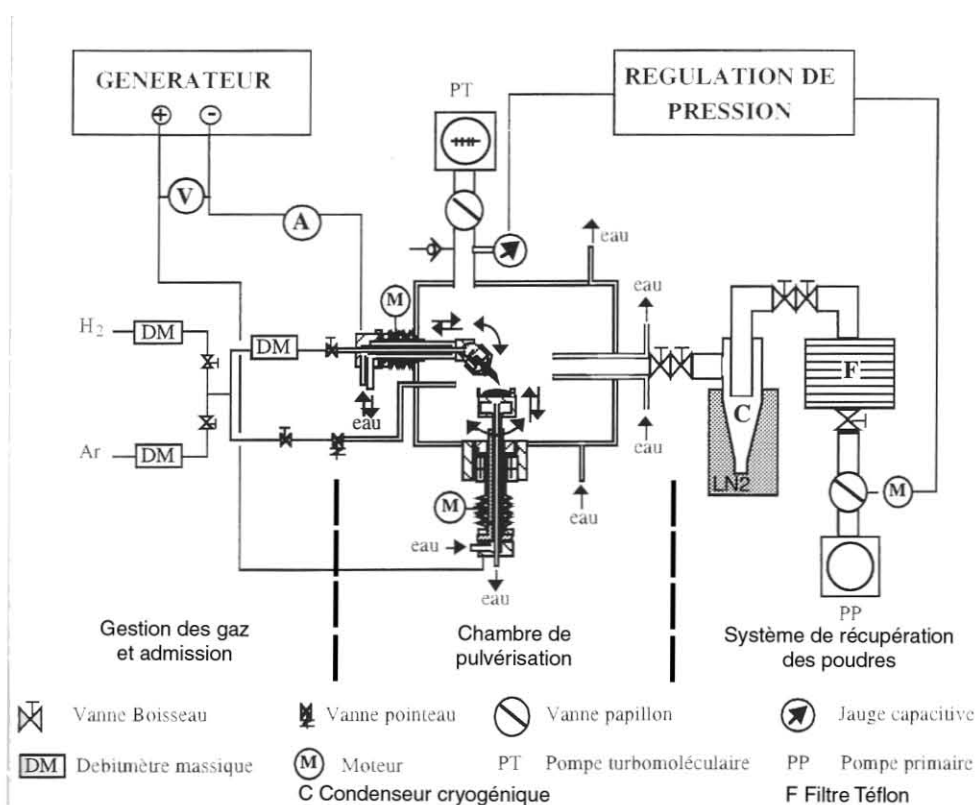 GENERATEUR
+ -
V
A
PT
REGULATION DE
PRESSION
eau
eau
M
H2
DM
DM
Ar
DM
eau
F
C
LN2
eau
M
eau
eau
eau
M
PP
Gestion des gaz
et admission
Chambre de
pulvérisation
Système de récupération
des poudres
Vanne Boisseau
Vanne pointeau
Vanne papillon
Jauge capacitive
DM Debitmètre massique
M Moteur
PT Pompe turbomoléculaire
PP Pompe primaire
C Condenseur cryogénique
F Filtre Téflon